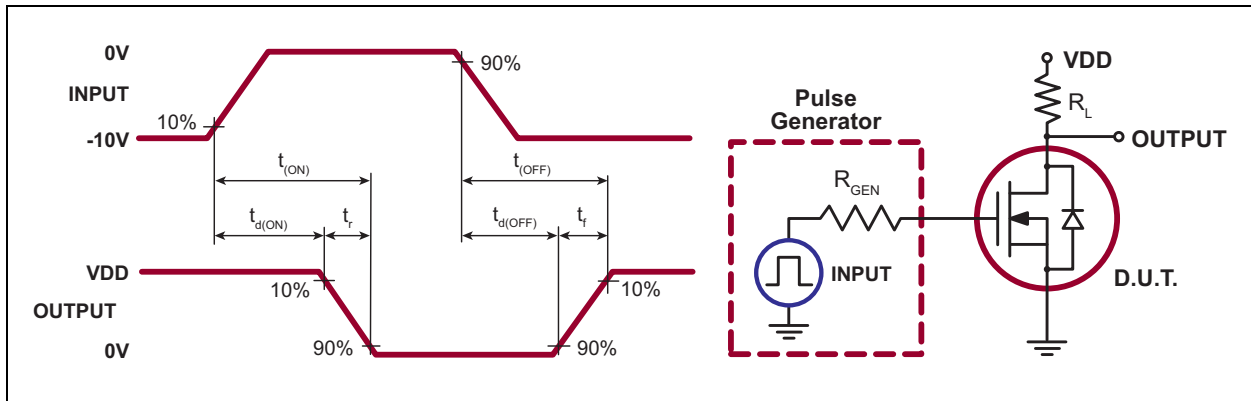 0V
INPUT
-10V
10%
90%
t(ON)
t(OFF)
td(ON)
tr
td(OFF)
tf
VDD
OUTPUT
0V
10%
90%
90%
10%
Pulse
Generator
RGEN
INPUT
VDD
RL
OUTPUT
D.U.T.